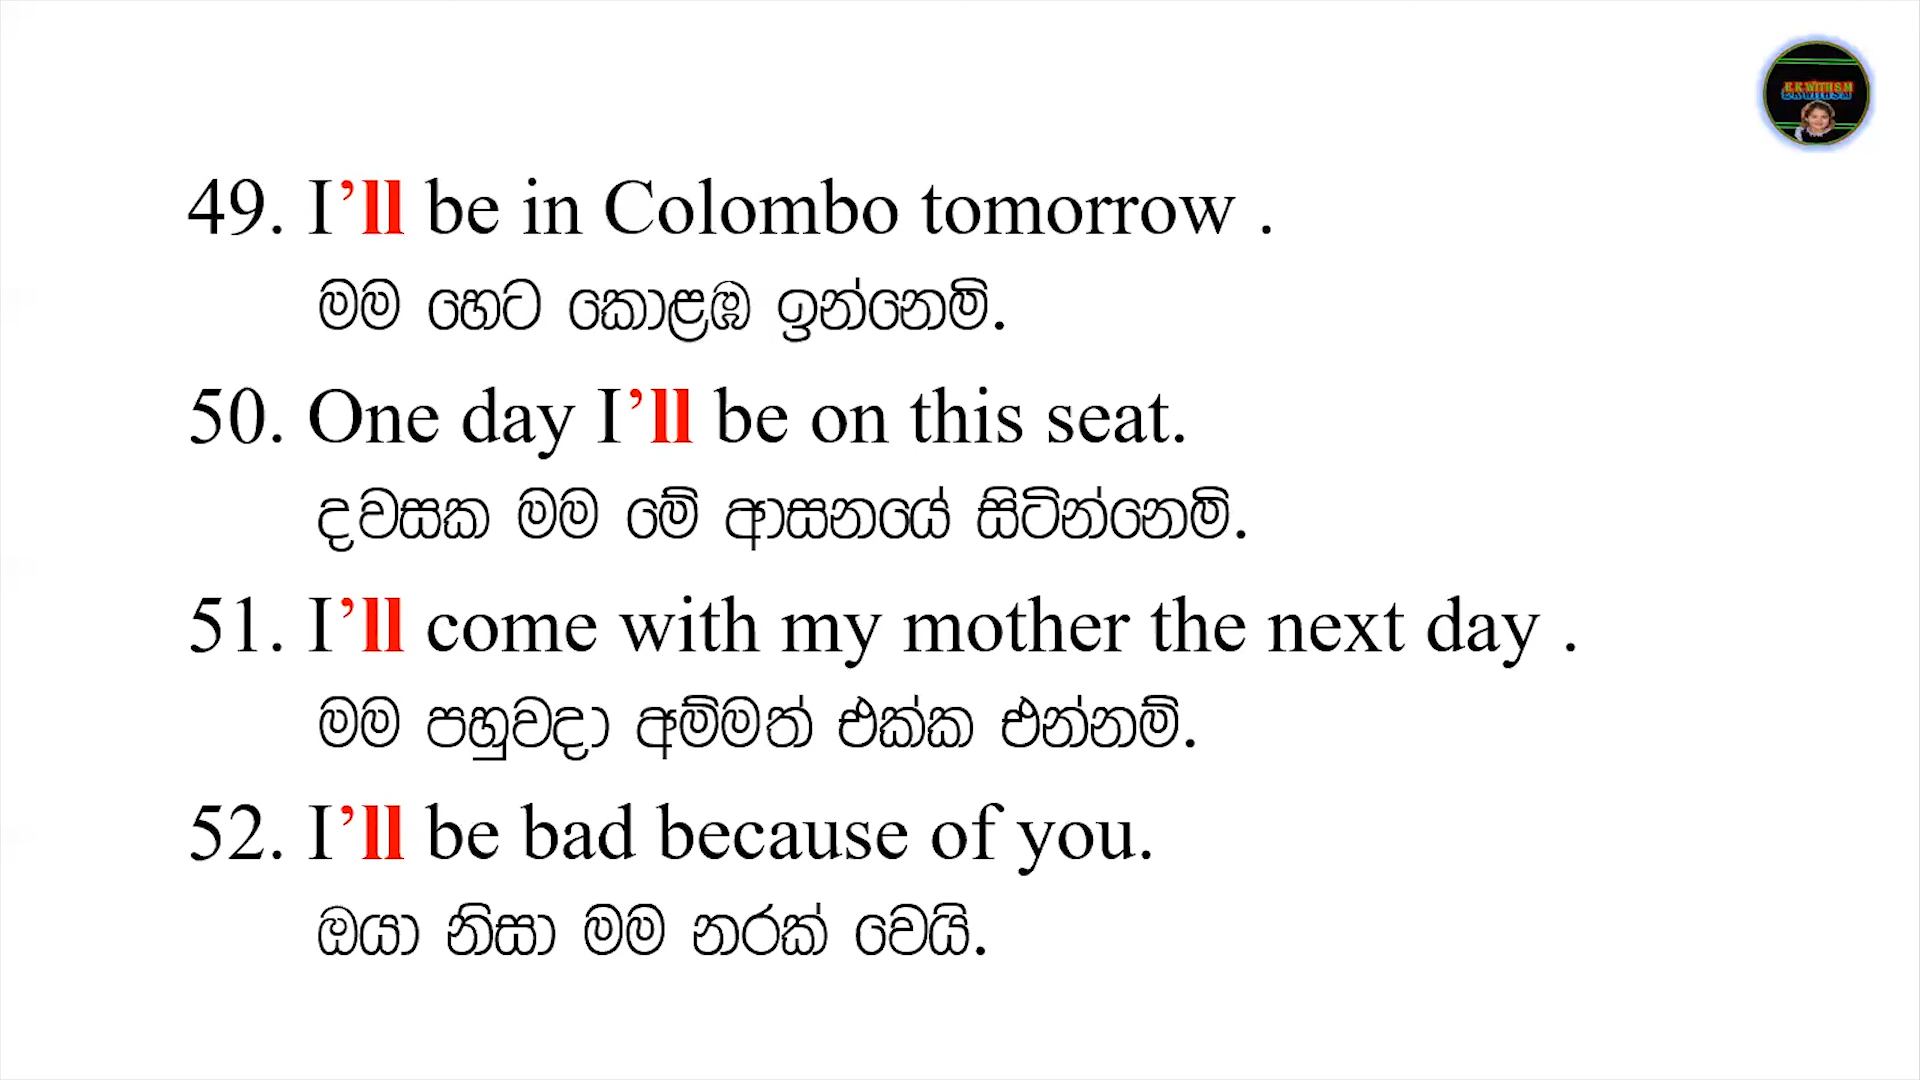 E.K WITH S.M
49. I’ll be in Colombo tomorrow .
මම හෙට කොළඹ ඉන්නෙමි.
50. One day I’ll be on this seat.
දවසක මම මේ ආසනයේ සිටින්නෙමි.
51. I’ll come with my mother the next day .
මම පහුවදා අම්මත් එක්ක එන්නම්.
52. I’ll be bad because of you.
ඔයා නිසා මම නරක් වෙයි.